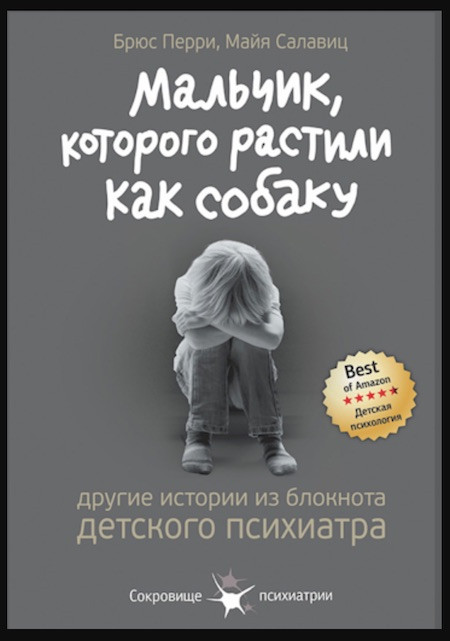 Брюс Перри, Майя Салавиц
Мальчик,
которого растили
как собаку
Best
of Amazon
Детская
психология
другие истории из блокнота
детского психиатра
Сокровище психиатрии